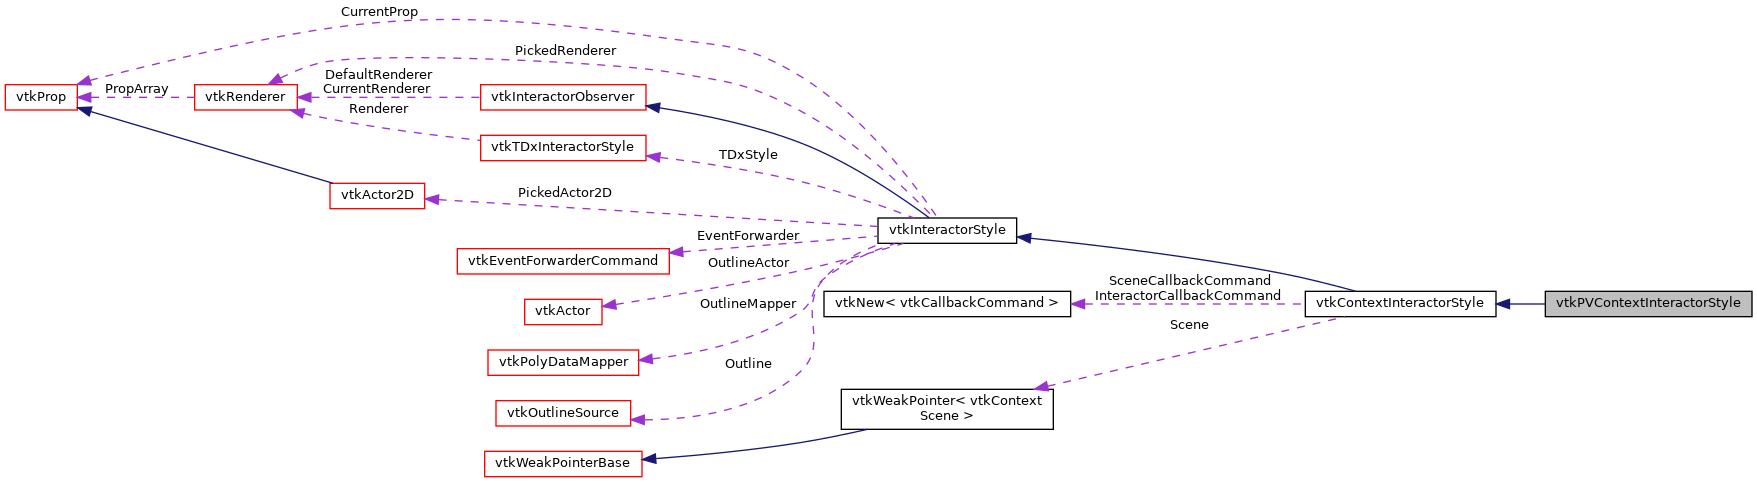 CurrentProp
PickedRenderer
DefaultRenderer
CurrentRenderer
vtkProp
PropArray
vtkRenderer
vtkInteractorObserver
Renderer
vtkTDxInteractorStyle
TDxStyle
vtkActor2D
PickedActor2D
vtkInteractorStyle
EventForwarder
vtkEventForwarderCommand
OutlineActor
SceneCallbackCommand
InteractorCallbackCommand
vtkActor
OutlineMapper
vtkNew< vtkCallbackCommand >
vtkContextInteractorStyle
vtkPVContextInteractorStyle
Scene
vtkPolyDataMapper
Outline
vtkWeakPointer< vtkContext
Scene >
vtkOutlineSource
vtkWeakPointerBase